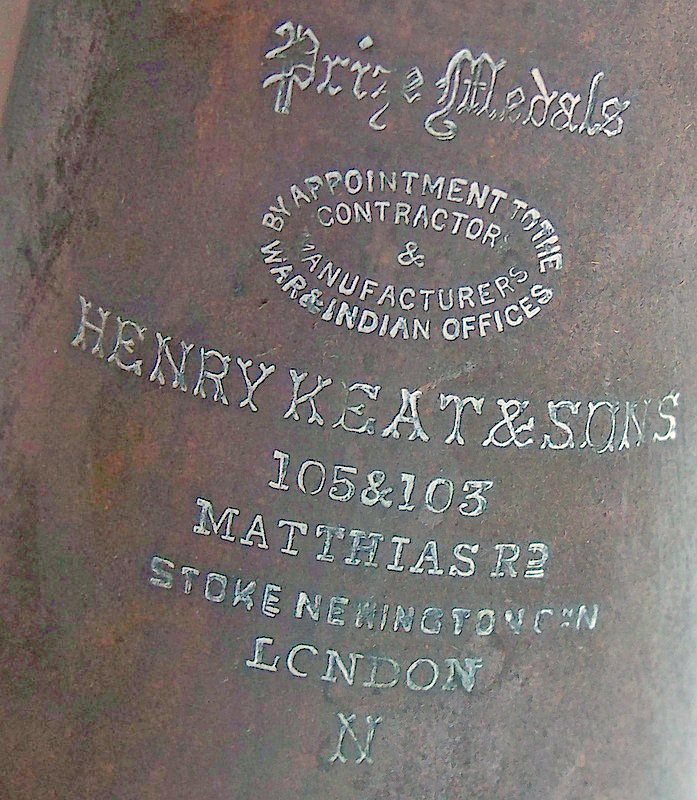 Prize Medals
BY APPOINTMENT TO THE
CONTRACTORS
&
MANUFACTURERS
WAR & INDIAN OFFICES
HENRY KEAT & SONS
105 & 103
MATTHIAS RD
STOKE NEWINGTON GN
LONDON
N